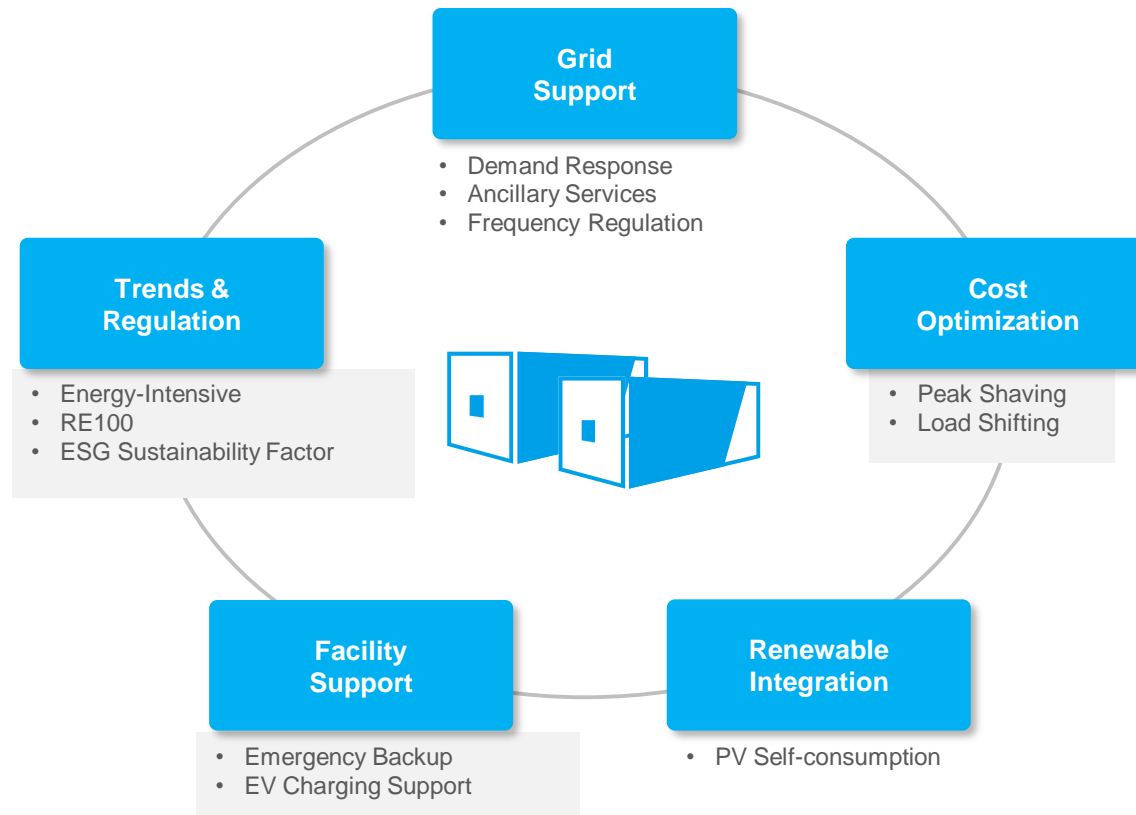 Grid
Support
• Demand Response
• Ancillary Services
• Frequency Regulation
Trends &
Regulation
• Energy-Intensive
• RE100
• ESG Sustainability Factor
Cost
Optimization
• Peak Shaving
• Load Shifting
Facility
Support
• Emergency Backup
• EV Charging Support
Renewable
Integration
• PV Self-consumption